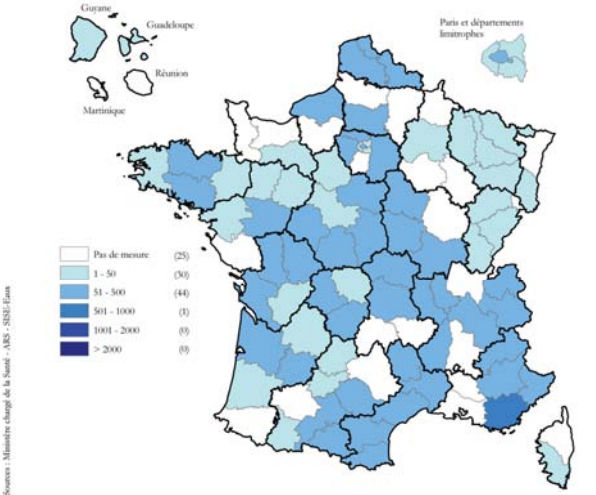 Guyane
Guadeloupe
Réunion
Martinique
Paris et départements
limitrophes
Pas de mesure (25)
1 - 50 (30)
51 - 500 (44)
501 - 1000 (1)
1001 - 2000 (0)
> 2000 (0)
Sources : Ministère chargé de la Santé - ARS - SISE-Eaux